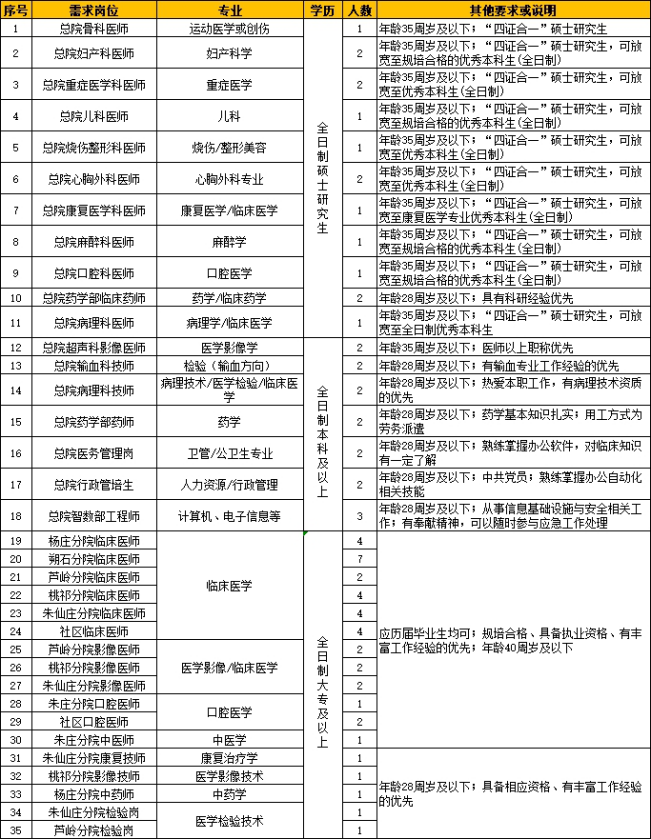 序号 需求岗位 专业 学历 人数 其他要求或说明
1 总院骨科医师 运动医学或创伤 全日制硕士研究生 1 年龄35周岁及以下；“四证合一”硕士研究生
2 总院妇产科医师 妇产科学 2 年龄35周岁及以下；“四证合一”硕士研究生，可放
宽至规培合格的优秀本科生(全日制)
3 总院重症医学科医师 重症医学 2 年龄35周岁及以下；“四证合一”硕士研究生，可放
宽至优秀本科生(全日制)
4 总院儿科医师 儿科 1 年龄35周岁及以下；“四证合一”硕士研究生，可放
宽至规培合格的优秀本科生(全日制)
5 总院烧伤整形科医师 烧伤/整形美容 1 年龄35周岁及以下；“四证合一”硕士研究生，可放
宽至优秀本科生(全日制)
6 总院心胸外科医师 心胸外科专业 2 年龄35周岁及以下；“四证合一”硕士研究生，可放
宽至优秀本科生(全日制)
7 总院康复医学科医师 康复医学/临床医学 1 年龄35周岁及以下；“四证合一”硕士研究生，可放
宽至康复医学专业优秀本科生(全日制)
8 总院麻醉科医师 麻醉学 1 年龄35周岁及以下；“四证合一”硕士研究生，可放
宽至规培合格的优秀本科生(全日制)
9 总院口腔科医师 口腔医学 1 年龄35周岁及以下；“四证合一”硕士研究生，可放
宽至规培合格的优秀本科生(全日制)
10 总院药学部临床药师 药学/临床药学 2 年龄28周岁及以下；具有科研经验优先
11 总院病理科医师 病理学/临床医学 1 年龄35周岁及以下；“四证合一”硕士研究生，可放
宽至全日制优秀本科生
12 总院超声科影像医师 医学影像学 全日制本科及以上 2 年龄35周岁及以下；医师以上职称优先
13 总院输血科技师 检验（输血方向） 2 年龄28周岁及以下；有输血专业工作经验的优先
14 总院病理科技师 病理技术/医学检验/临床医
学 2 年龄28周岁及以下；热爱本职工作，有病理技术资质
的优先
15 总院药学部药师 药学 2 年龄28周岁及以下；药学基本知识扎实；用工方式为
劳务派遣
16 总院医务管理岗 卫管/公卫生专业 2 年龄28周岁及以下；熟练掌握办公软件，对临床知识
有一定了解
17 总院行政管培生 人力资源/行政管理 2 年龄28周岁及以下；中共党员；熟练掌握办公自动化
相关技能
18 总院智数部工程师 计算机、电子信息等 3 年龄28周岁及以下；从事信息基础设施与安全相关工
作；有奉献精神，可以随时参与应急工作处理
19 杨庄分院临床医师 临床医学 全日制大专及以上 4 应历届毕业生均可；规培合格、具备执业资格、有丰
富工作经验的优先；年龄40周岁及以下
20 朔石分院临床医师 7
21 芦岭分院临床医师 2
22 桃祁分院临床医师 4
23 朱仙庄分院临床医师 4
24 社区临床医师 4
25 芦岭分院影像医师 医学影像/临床医学 2
26 桃祁分院影像医师 2
27 朱仙庄分院影像医师 2
28 朱庄分院口腔医师 口腔医学 1
29 社区口腔医师 2
30 朱庄分院中医师 中医学 1
31 朱仙庄分院康复技师 康复治疗学 1 年龄28周岁及以下；具备相应资格、有丰富工作经验
的优先
32 桃祁分院影像技师 医学影像技术 1
33 杨庄分院中药师 中药学 1
34 朱仙庄分院检验岗 医学检验技术 1
35 芦岭分院检验岗 1